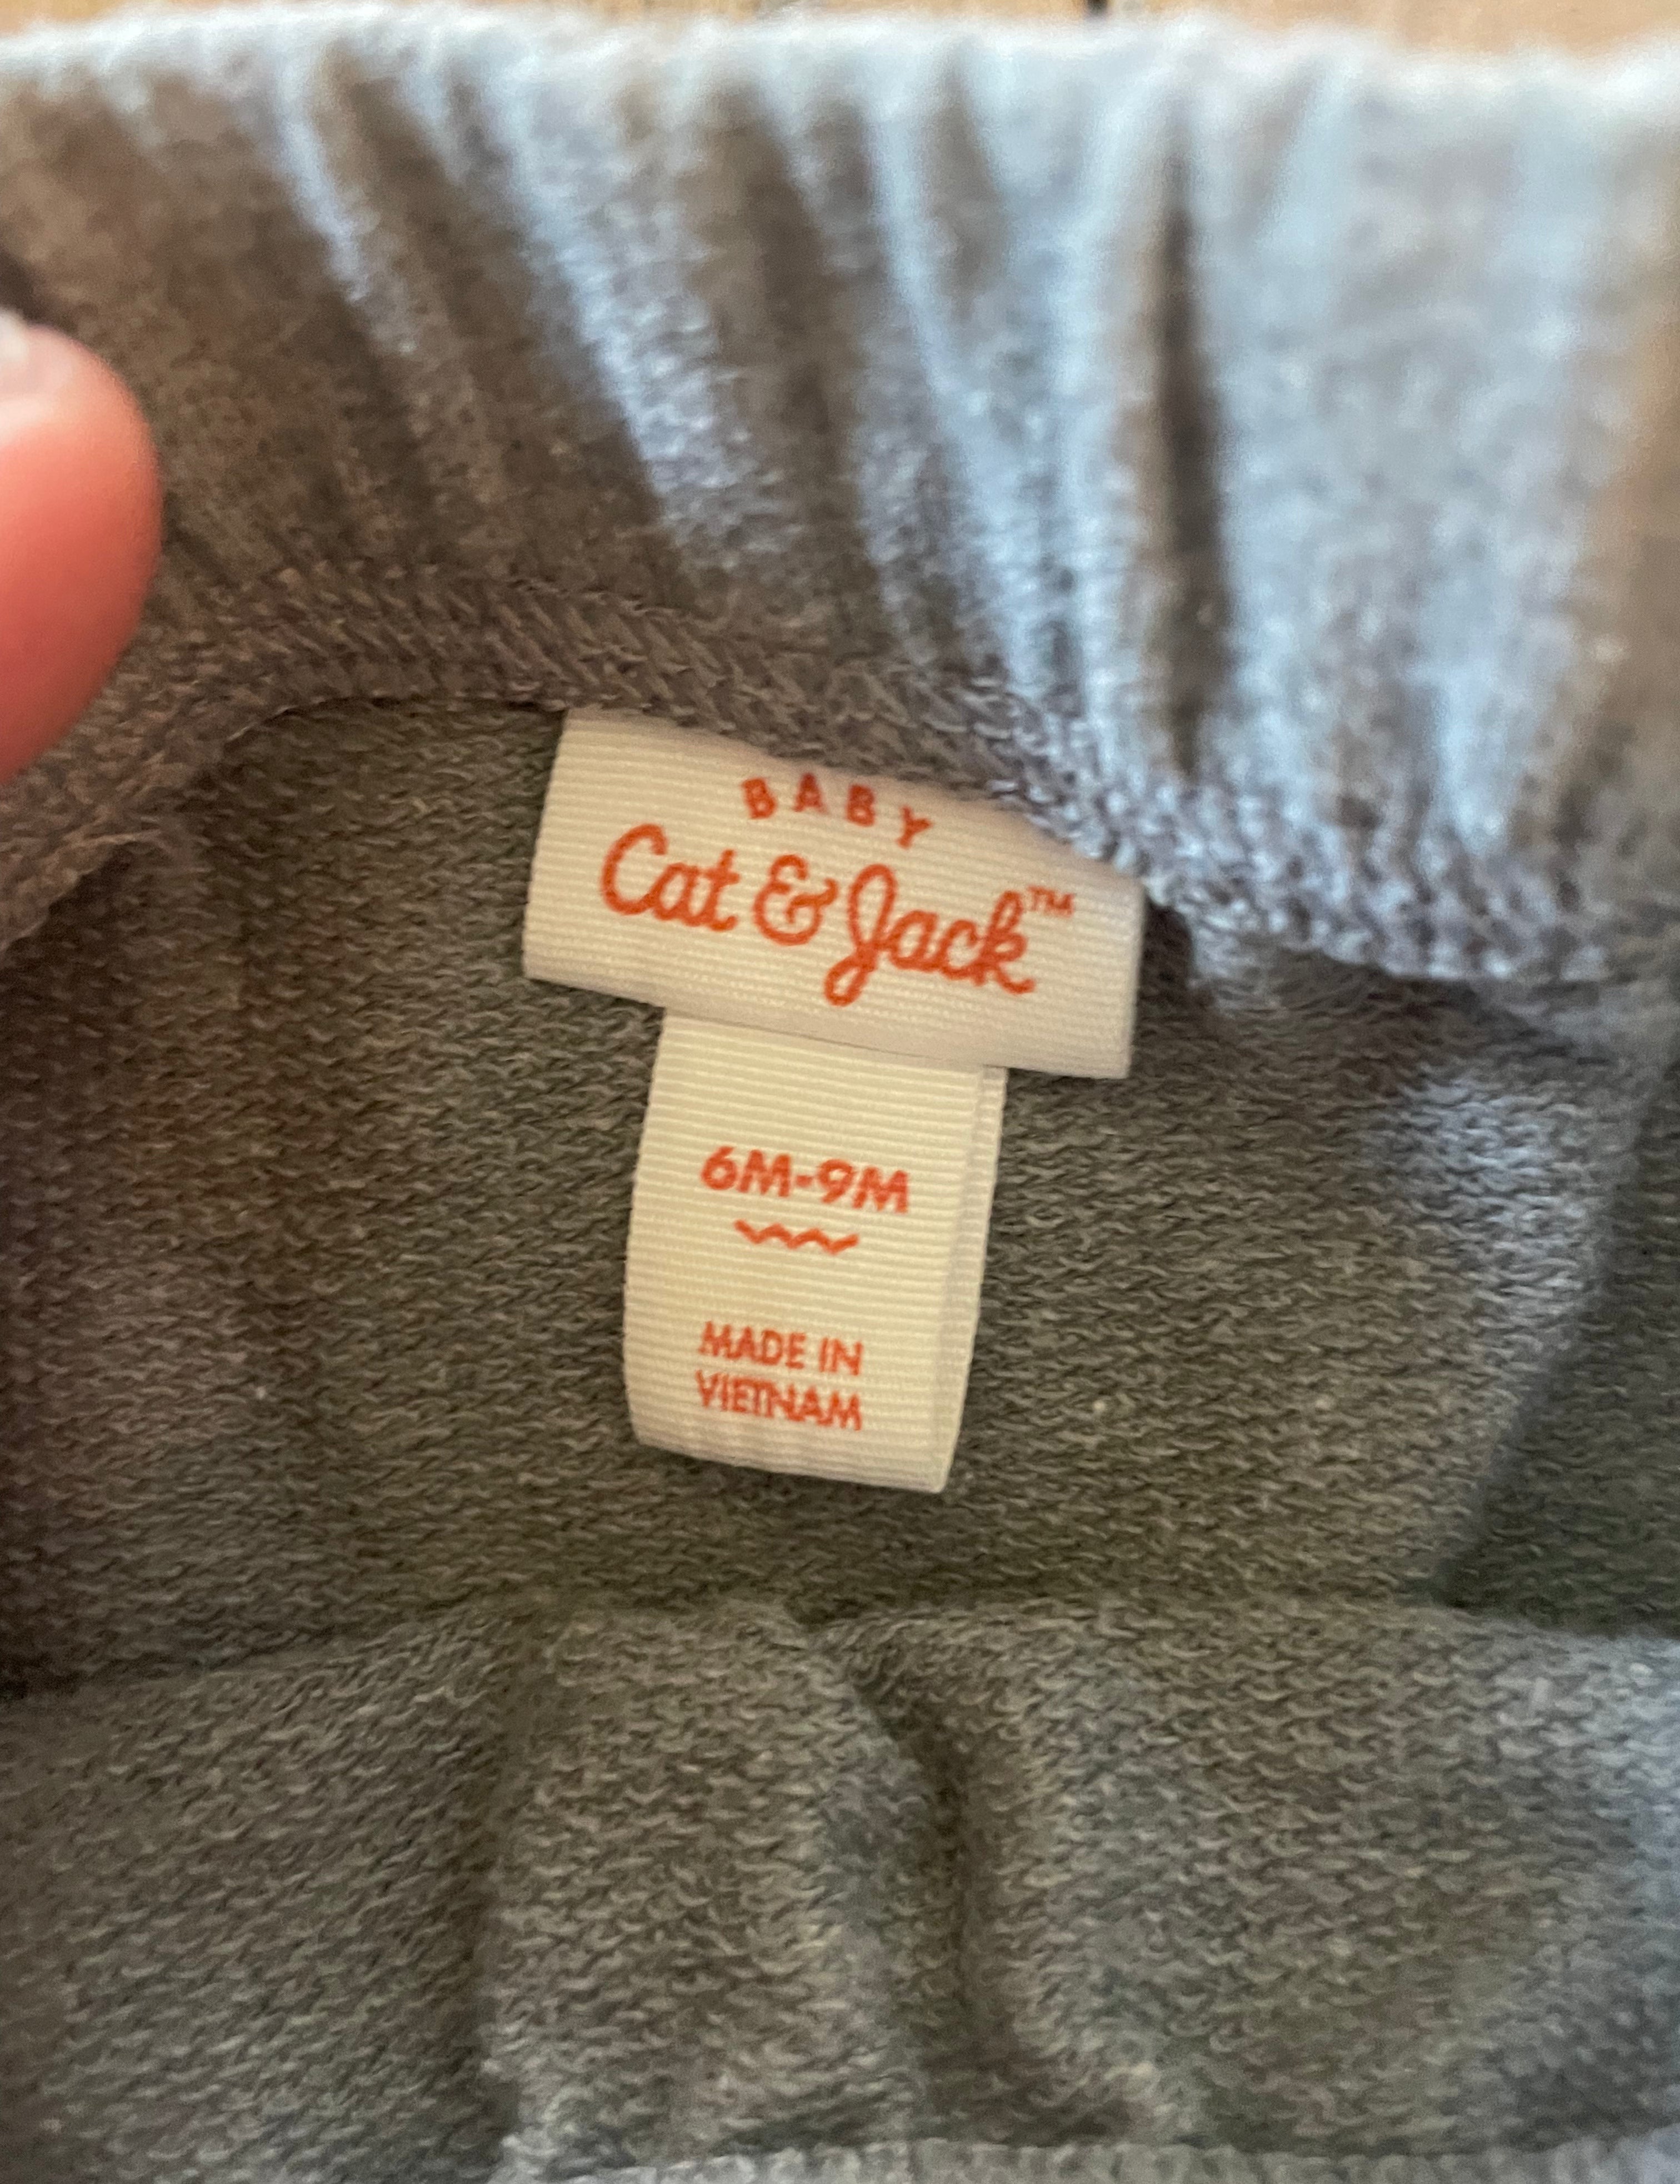 BABY
Cat & Jack™
6M-9M
MADE IN
VIETNAM